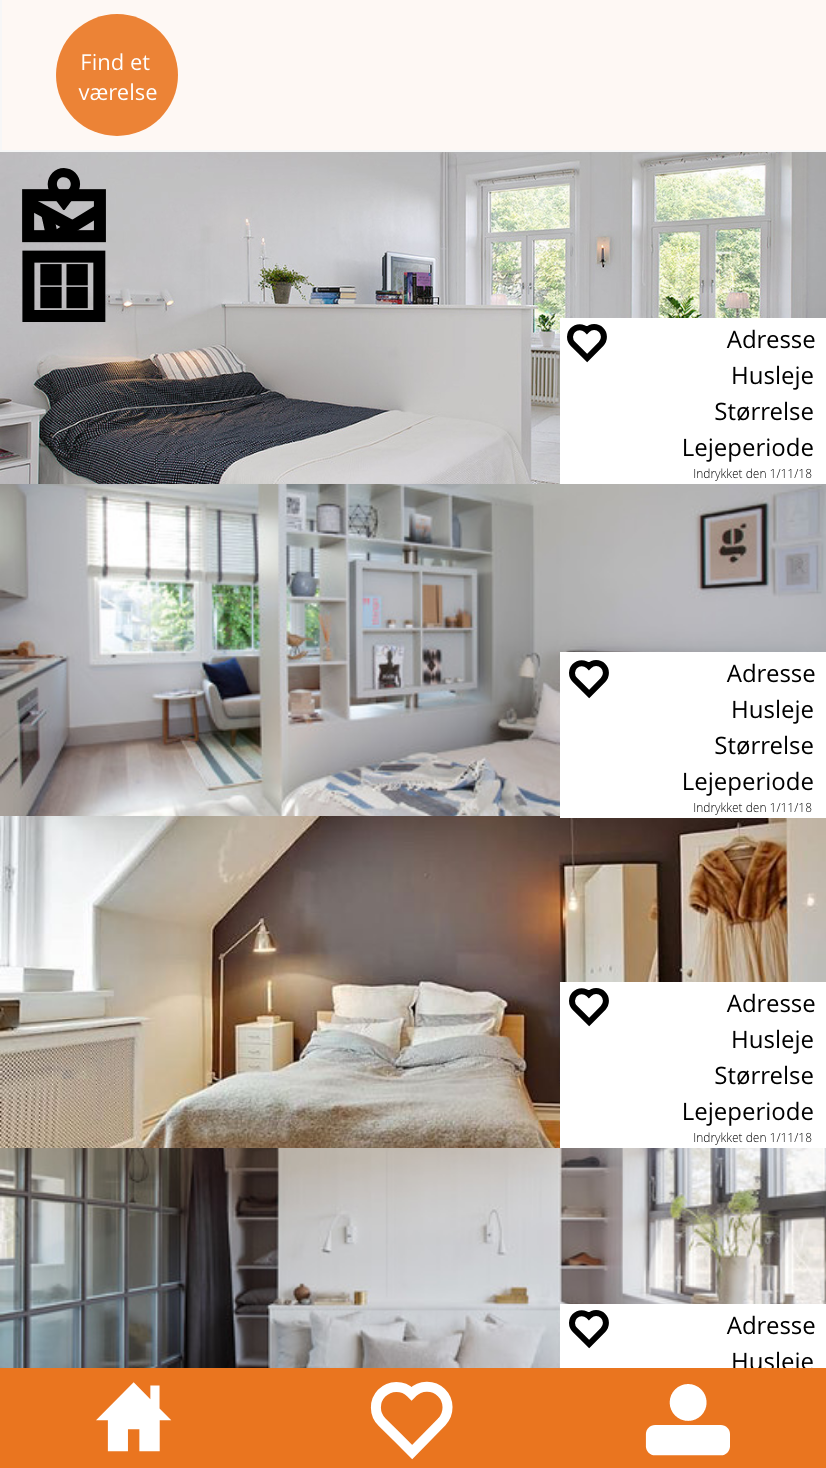 Find et
værelse
Adresse
Husleje
Størrelse
Lejeperiode
Indrykket den 1/11/18
Adresse
Husleje
Størrelse
Lejeperiode
Indrykket den 1/11/18
Adresse
Husleje
Størrelse
Lejeperiode
Indrykket den 1/11/18
Adresse
Husleje